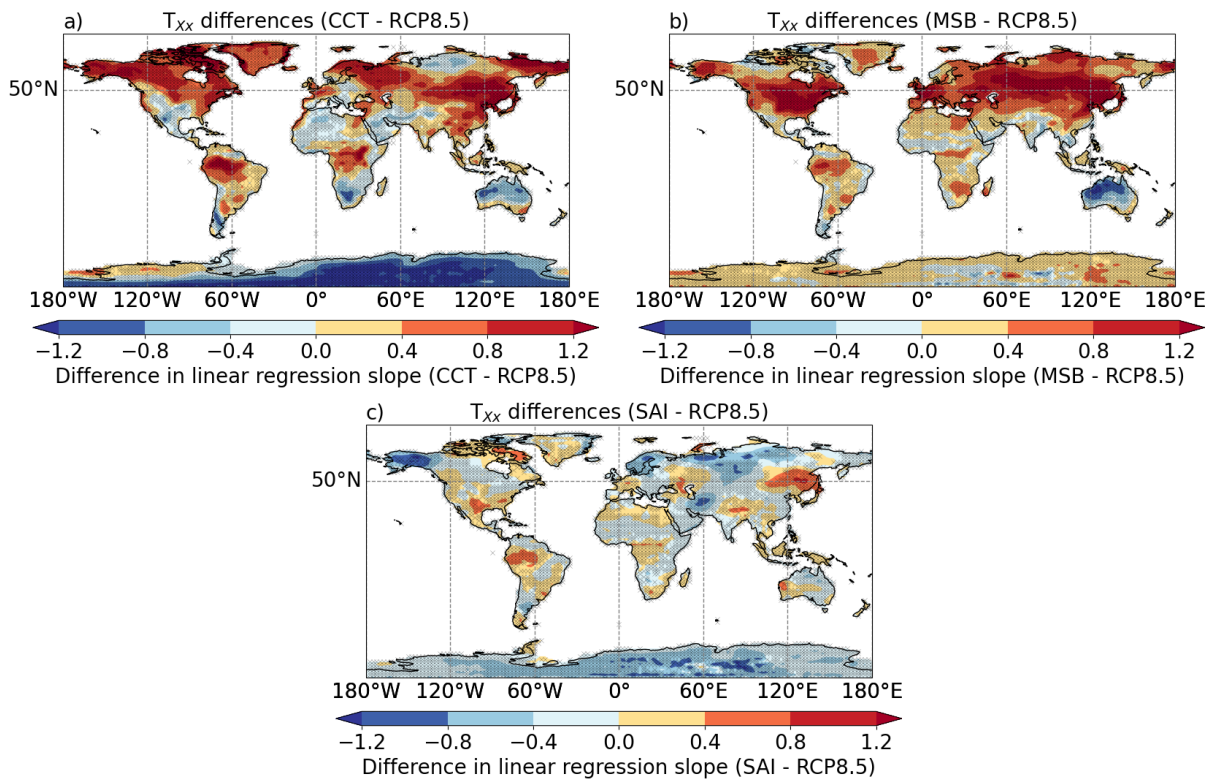 a) T_Xx differences (CCT - RCP8.5)
50°N
180°W 120°W 60°W 0° 60°E 120°E 180°E
−1.2 −0.8 −0.4 0.0 0.4 0.8 1.2
Difference in linear regression slope (CCT - RCP8.5)
b) T_Xx differences (MSB - RCP8.5)
50°N
180°W 120°W 60°W 0° 60°E 120°E 180°E
−1.2 −0.8 −0.4 0.0 0.4 0.8 1.2
Difference in linear regression slope (MSB - RCP8.5)
c) T_Xx differences (SAI - RCP8.5)
50°N
180°W 120°W 60°W 0° 60°E 120°E 180°E
−1.2 −0.8 −0.4 0.0 0.4 0.8 1.2
Difference in linear regression slope (SAI - RCP8.5)